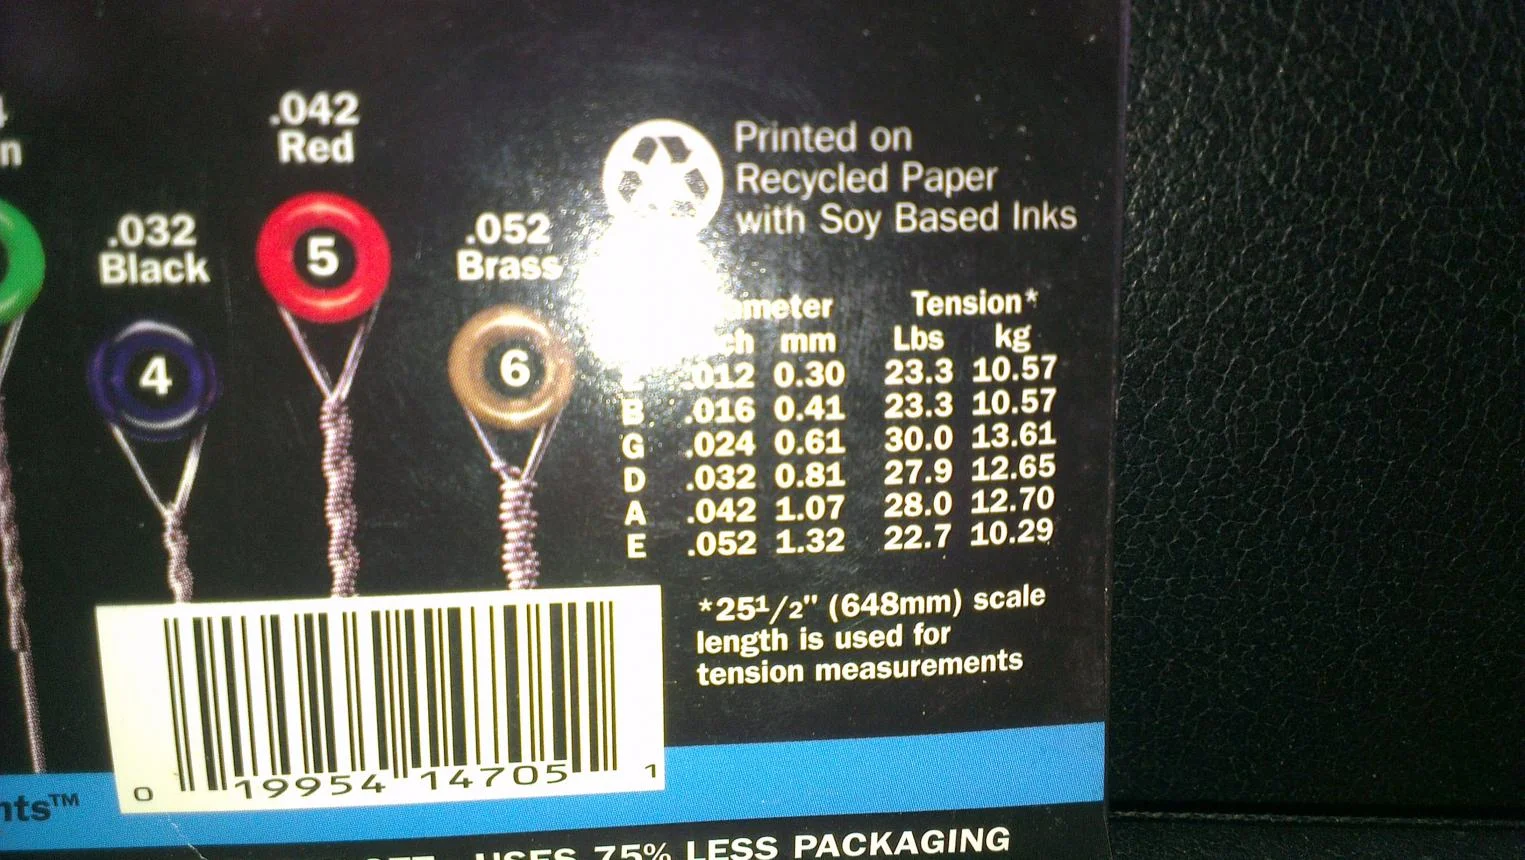 .042
Red
.032
Black
.052
Brass
4
5
6
Printed on
Recycled Paper
with Soy Based Inks
Tension*
mm Lbs kg
.012 0.30 23.3 10.57
B .016 0.41 23.3 10.57
G .024 0.61 30.0 13.61
D .032 0.81 27.9 12.65
A .042 1.07 28.0 12.70
E .052 1.32 22.7 10.29
*25 1/2" (648mm) scale
length is used for
tension measurements
0 19954 14705 1
USES 75% LESS PACKAGING